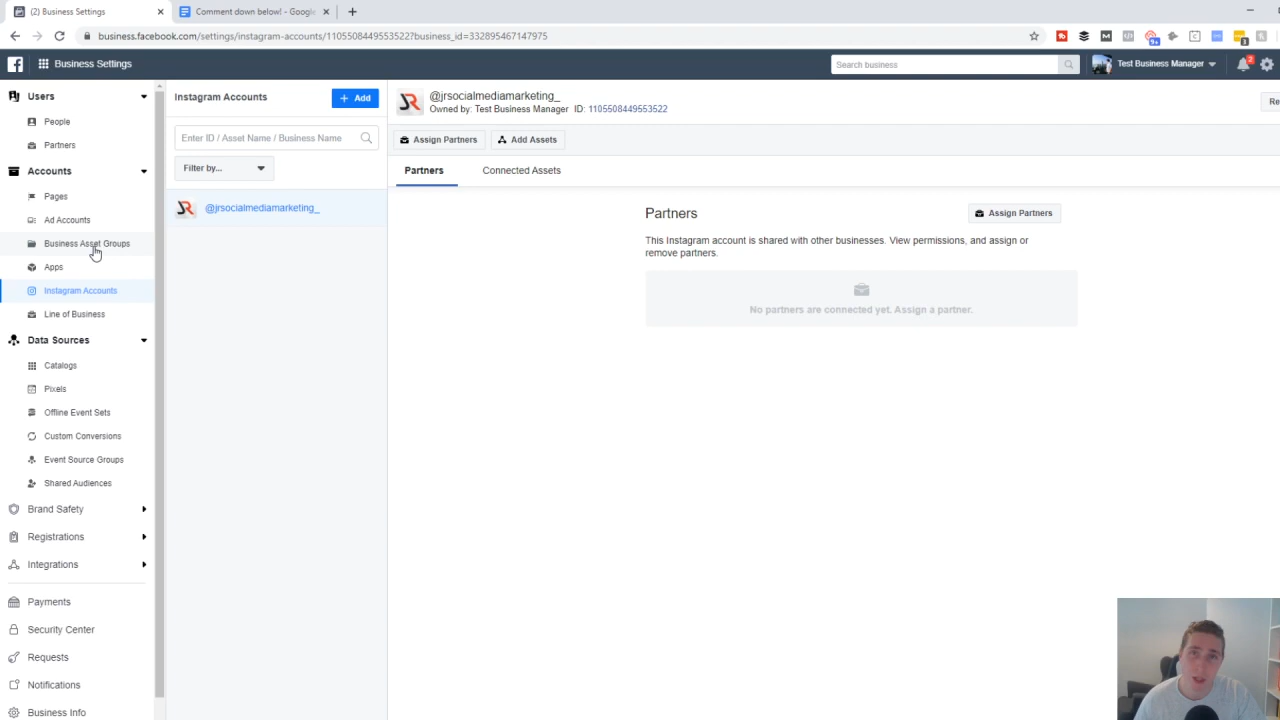 (2) Business Settings
Comment down below! - Google
business.facebook.com/settings/instagram-accounts/1105508449553522?business_id=332895467147975
Business Settings
Search business
Test Business Manager
2
9+
3
Users
People
Partners
Accounts
Pages
Ad Accounts
Business Asset Groups
Apps
Instagram Accounts
Line of Business
Data Sources
Catalogs
Pixels
Offline Event Sets
Custom Conversions
Event Source Groups
Shared Audiences
Brand Safety
Registrations
Integrations
Payments
Security Center
Requests
Notifications
Business Info
Instagram Accounts
+ Add
Enter ID / Asset Name / Business Name
Filter by...
@jrsocialmediamarketing_
@jrsocialmediamarketing_
Owned by: Test Business Manager ID: 1105508449553522
Re
Assign Partners
Add Assets
Partners
Connected Assets
Partners
Assign Partners
This Instagram account is shared with other businesses. View permissions, and assign or
remove partners.
No partners are connected yet. Assign a partner.